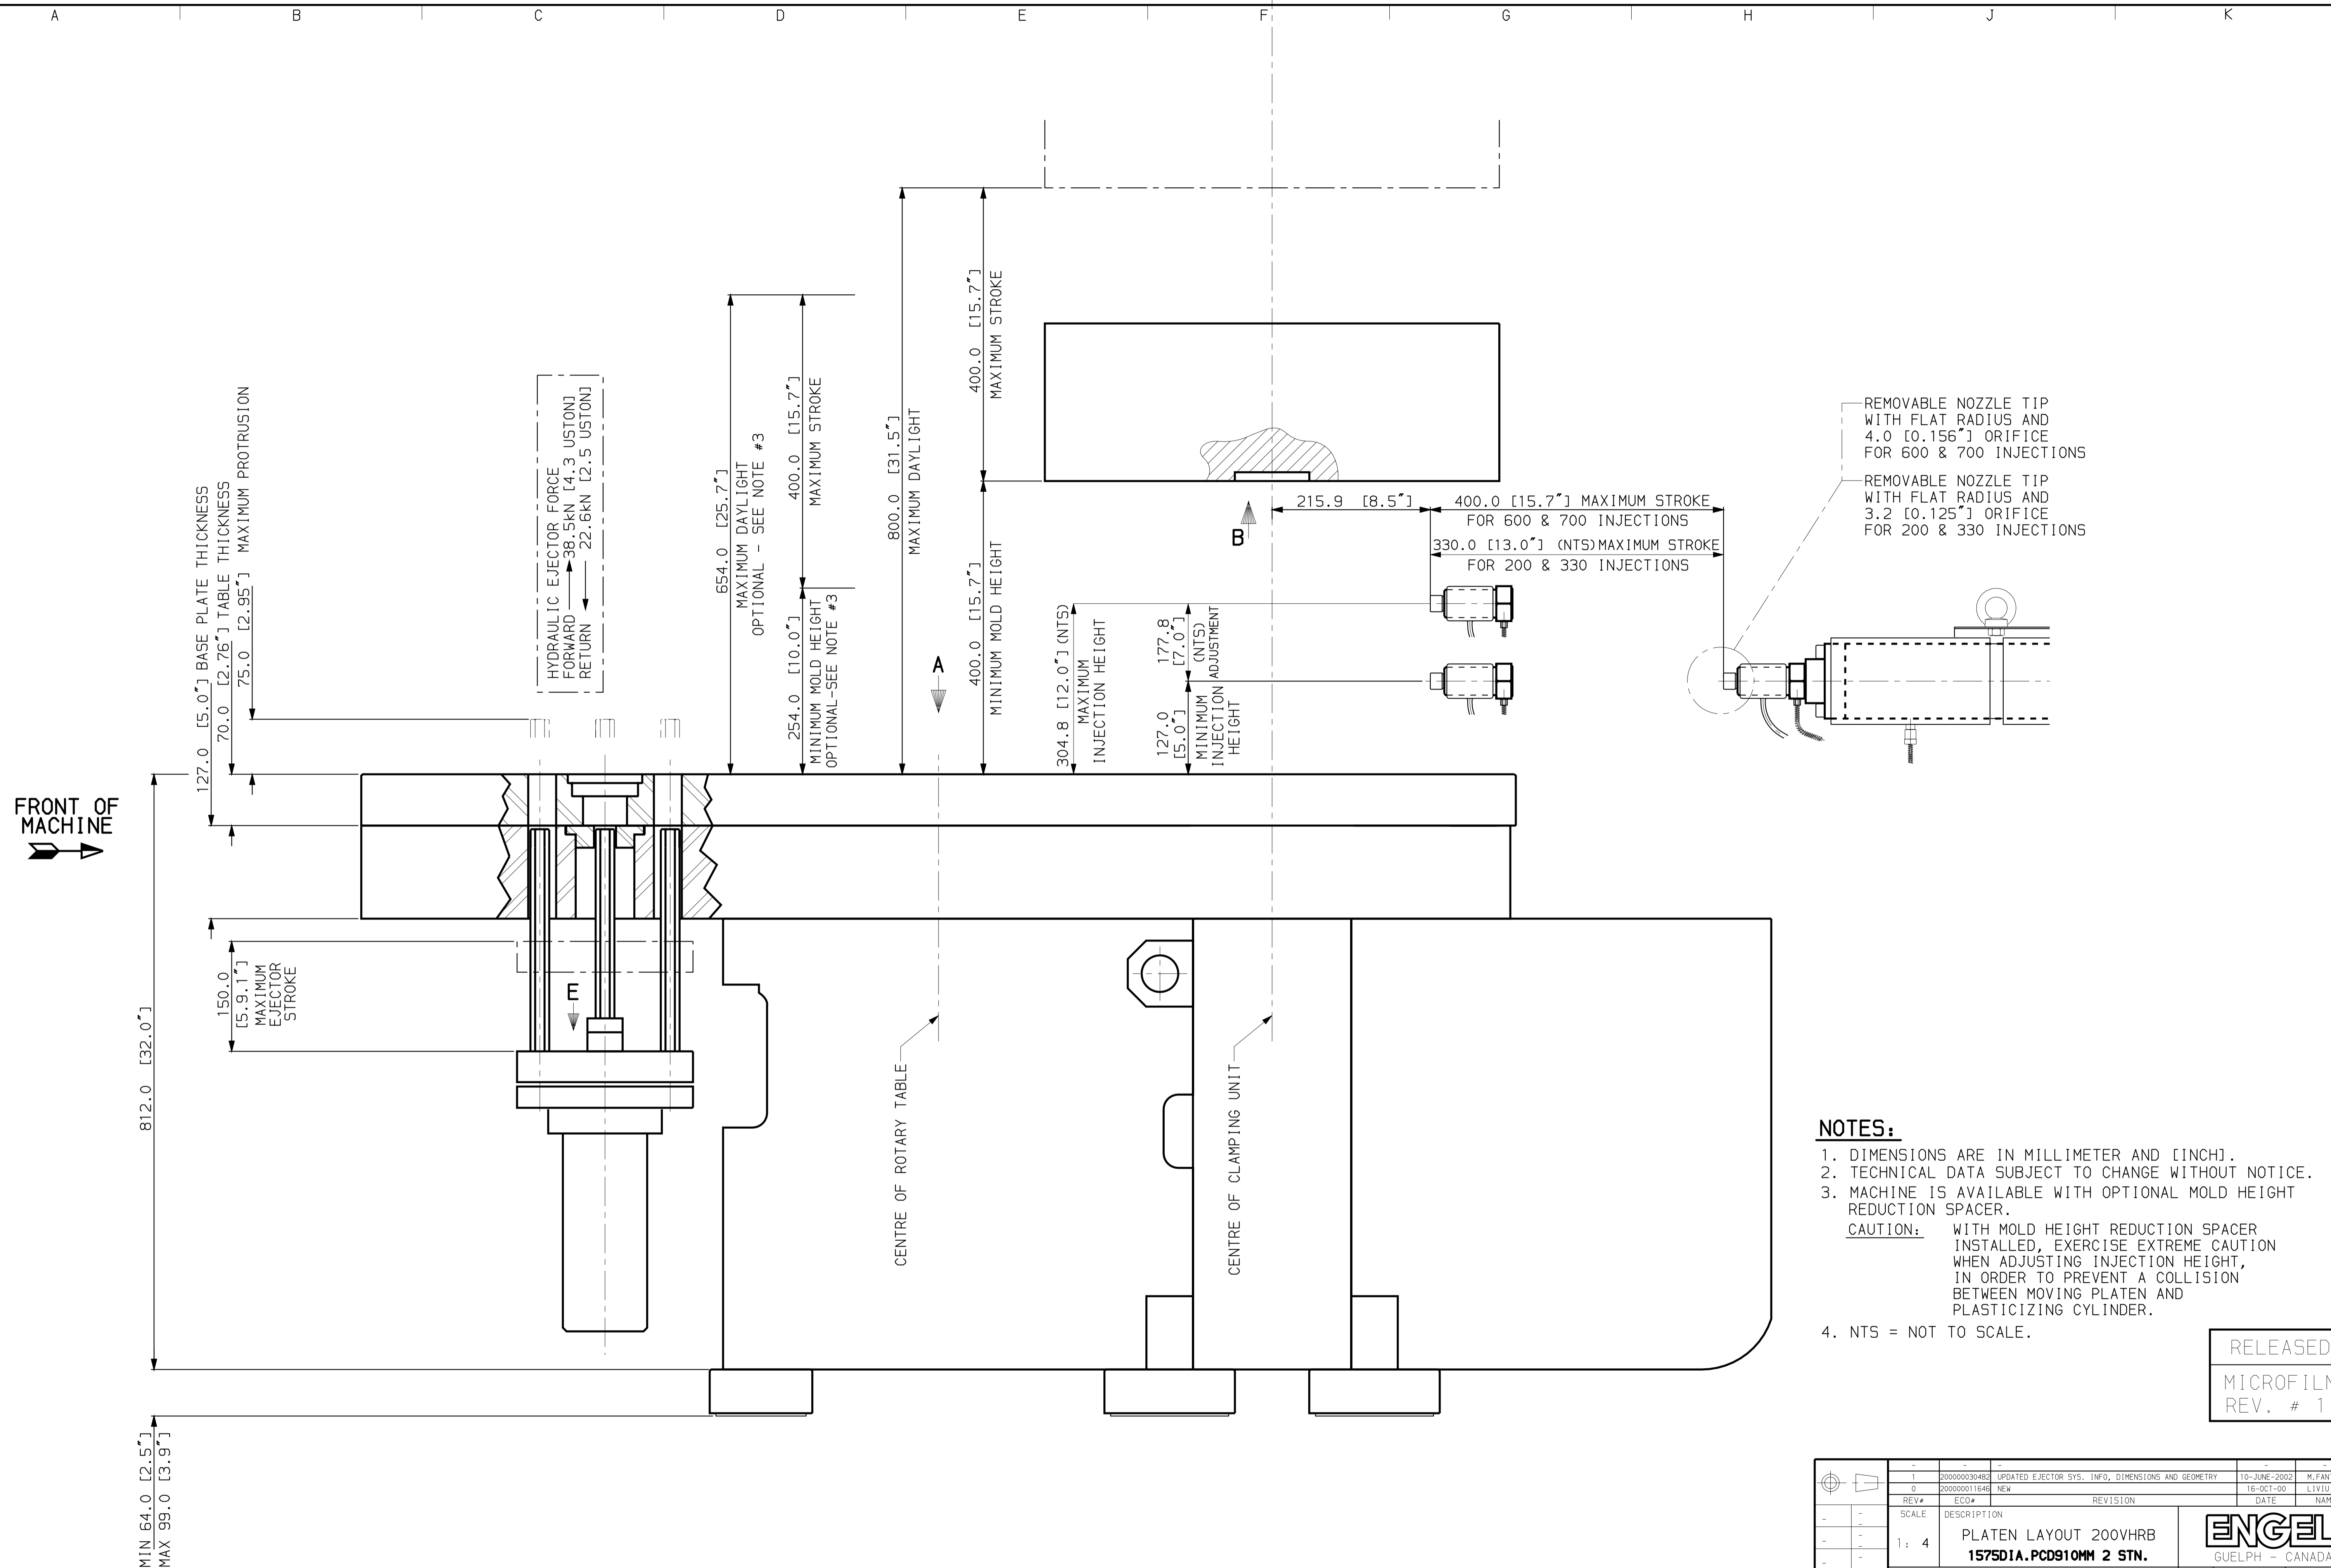 A B C D E F G H J K
127.0 [5.0"] BASE PLATE THICKNESS
70.0 [2.76"] TABLE THICKNESS
75.0 [2.95"] MAXIMUM PROTRUSION
HYDRAULIC EJECTOR FORCE
FORWARD 38.5kN [4.3 USTON]
RETURN 22.6kN [2.5 USTON]
654.0 [25.7"]
MAXIMUM DAYLIGHT
OPTIONAL - SEE NOTE #3
400.0 [15.7"]
MAXIMUM STROKE
254.0 [10.0"]
MINIMUM MOLD HEIGHT
OPTIONAL-SEE NOTE #3
800.0 [31.5"]
MAXIMUM DAYLIGHT
400.0 [15.7"]
MAXIMUM STROKE
400.0 [15.7"]
MINIMUM MOLD HEIGHT
A
304.8 [12.0"] (NTS)
MAXIMUM
INJECTION HEIGHT
177.8
[7.0"]
(NTS)
ADJUSTMENT
127.0
[5.0"]
MINIMUM
INJECTION
HEIGHT
B
215.9 [8.5"]
400.0 [15.7"] MAXIMUM STROKE
FOR 600 & 700 INJECTIONS
330.0 [13.0"] (NTS)MAXIMUM STROKE
FOR 200 & 330 INJECTIONS
REMOVABLE NOZZLE TIP
WITH FLAT RADIUS AND
4.0 [0.156"] ORIFICE
FOR 600 & 700 INJECTIONS
REMOVABLE NOZZLE TIP
WITH FLAT RADIUS AND
3.2 [0.125"] ORIFICE
FOR 200 & 330 INJECTIONS
FRONT OF
MACHINE
150.0
[5.9.1"]
MAXIMUM
EJECTOR
STROKE
E
812.0 [32.0"]
CENTRE OF ROTARY TABLE
CENTRE OF CLAMPING UNIT
MIN 64.0 [2.5"]
MAX 99.0 [3.9"]
NOTES:
1. DIMENSIONS ARE IN MILLIMETER AND [INCH].
2. TECHNICAL DATA SUBJECT TO CHANGE WITHOUT NOTICE.
3. MACHINE IS AVAILABLE WITH OPTIONAL MOLD HEIGHT
REDUCTION SPACER.
CAUTION: WITH MOLD HEIGHT REDUCTION SPACER
INSTALLED, EXERCISE EXTREME CAUTION
WHEN ADJUSTING INJECTION HEIGHT,
IN ORDER TO PREVENT A COLLISION
BETWEEN MOVING PLATEN AND
PLASTICIZING CYLINDER.
4. NTS = NOT TO SCALE.
RELEASED
MICROFILM
REV. # 1
1 200000030482 UPDATED EJECTOR SYS. INFO, DIMENSIONS AND GEOMETRY 10-JUNE-2002 M.FAN
0 200000011646 NEW 16-OCT-00 LIVIU
REV# ECO# REVISION DATE NAM
SCALE DESCRIPTION
1: 4 PLATEN LAYOUT 200VHRB
1575DIA.PCD910MM 2 STN.
ENGEL
GUELPH - CANADA